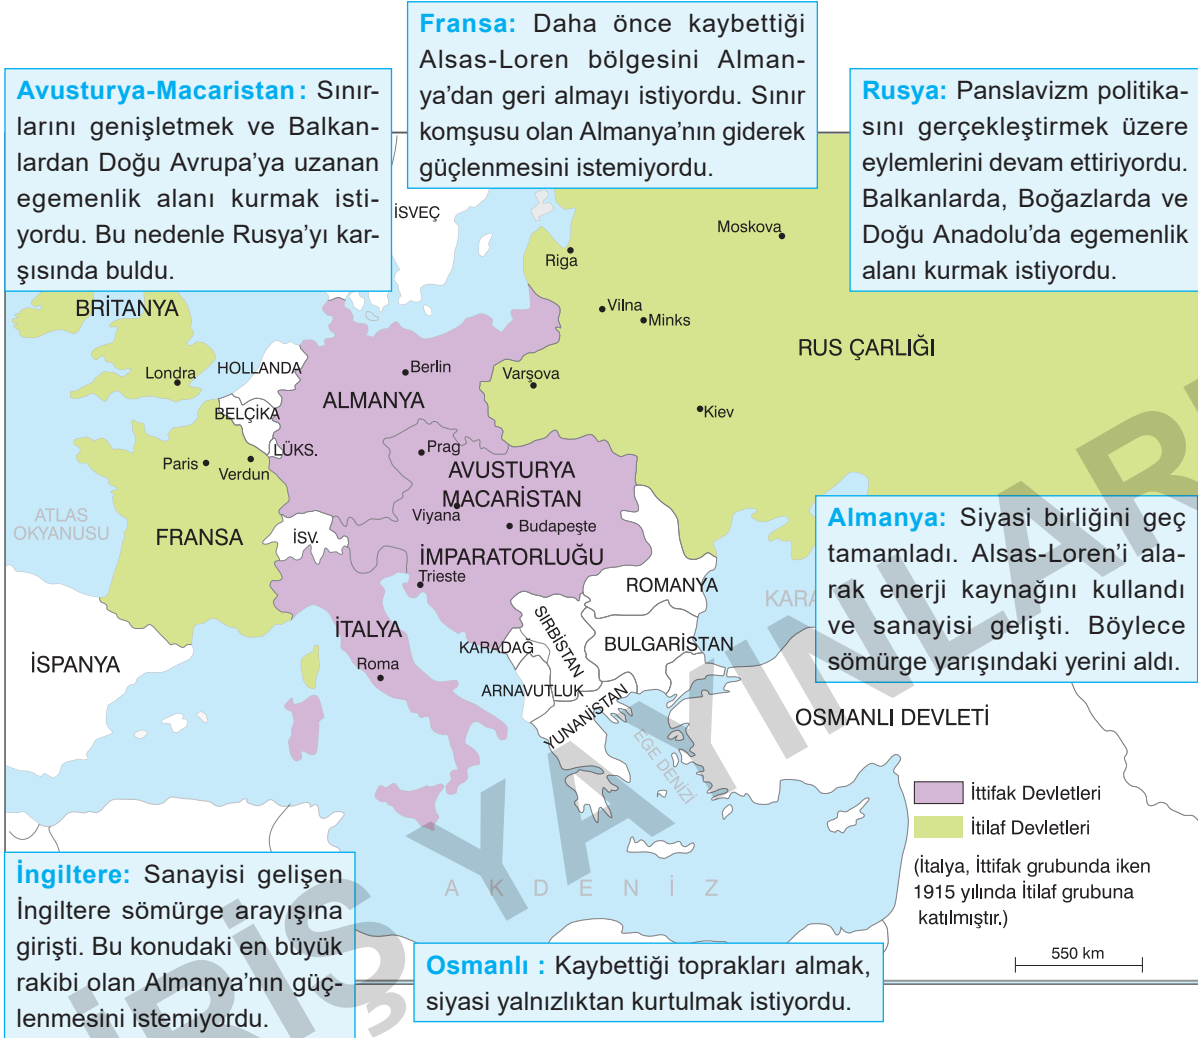 Fransa: Daha önce kaybettiği
Alsas-Loren bölgesini Alman-
ya’dan geri almayı istiyordu. Sınır
komşusu olan Almanya’nın giderek
güçlenmesini istemiyordu.
Avusturya-Macaristan : Sınır-
larını genişletmek ve Balkan-
lardan Doğu Avrupa’ya uzanan
egemenlik alanı kurmak isti-
yordu. Bu nedenle Rusya’yı kar-
şısında buldu.
Rusya: Panslavizm politika-
sını gerçekleştirmek üzere
eylemlerini devam ettiriyordu.
Balkanlarda, Boğazlarda ve
Doğu Anadolu’da egemenlik
alanı kurmak istiyordu.
İSVEÇ
Moskova
Riga
BRİTANYA
Vilna
Minks
RUS ÇARLIĞI
Londra
HOLLANDA
Berlin
Varşova
ALMANYA
BELÇİKA
Kiev
LÜKS.
Prag
Paris
Verdun
AVUSTURYA
MACARİSTAN
Viyana
Budapeşte
İMPARATORLUĞU
ATLAS
OKYANUSU
FRANSA
İSV.
Trieste
Almanya: Siyasi birliğini geç
tamamladı. Alsas-Loren’i ala-
rak enerji kaynağını kullandı
ve sanayisi gelişti. Böylece
sömürge yarışındaki yerini aldı.
ROMANYA
KARA
İTALYA
SIRBİSTAN
BULGARİSTAN
KARADAĞ
İSPANYA
Roma
ARNAVUTLUK
YUNANİSTAN
OSMANLI DEVLETİ
EGE DENİZİ
İttifak Devletleri
İtilaf Devletleri
(İtalya, İttifak grubunda iken
1915 yılında İtilaf grubuna
katılmıştır.)
550 km
AKDENİZ
İngiltere: Sanayisi gelişen
İngiltere sömürge arayışına
girişti. Bu konudaki en büyük
rakibi olan Almanya’nın güç-
lenmesini istemiyordu.
Osmanlı : Kaybettiği toprakları almak,
siyasi yalnızlıktan kurtulmak istiyordu.
RİŞ YAYINLARI